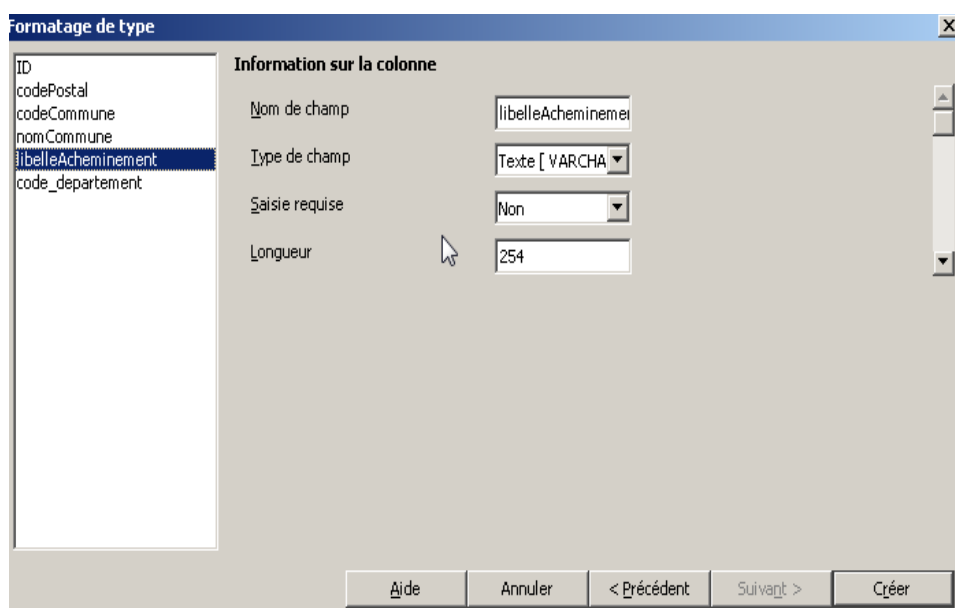 Formatage de type
ID
codePostal
codeCommune
nomCommune
libelleAcheminement
code_departement
Information sur la colonne
Nom de champ
libelleAcheminemei
Type de champ
Texte [ VARCHA
Saisie requise
Non
Longueur
254
Aide
Annuler
< Précédent
Suivant >
Créer